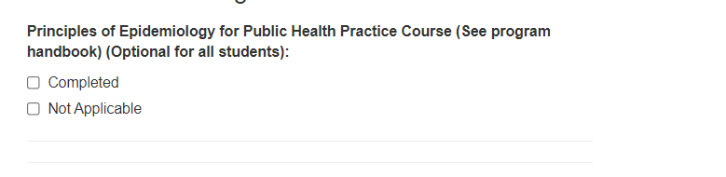 Principles of Epidemiology for Public Health Practice Course (See program
handbook) (Optional for all students):
Completed
Not Applicable